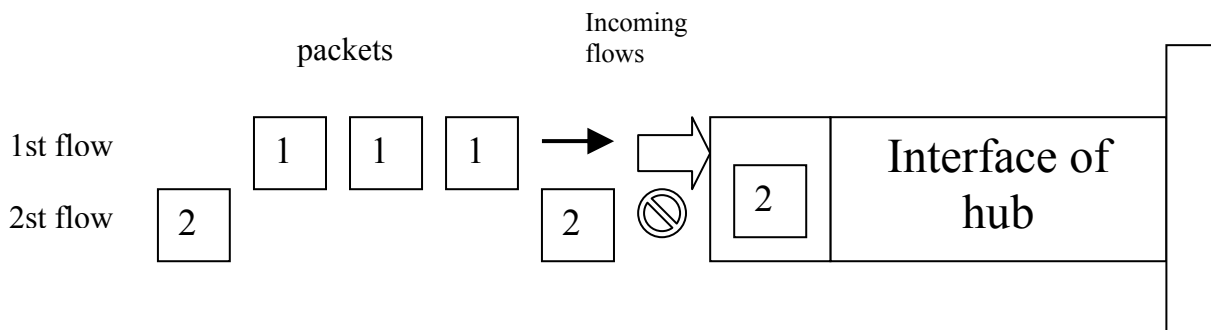 Incoming
flows
packets
1st flow
1 1 1
2st flow
2 2
2
Interface of
hub